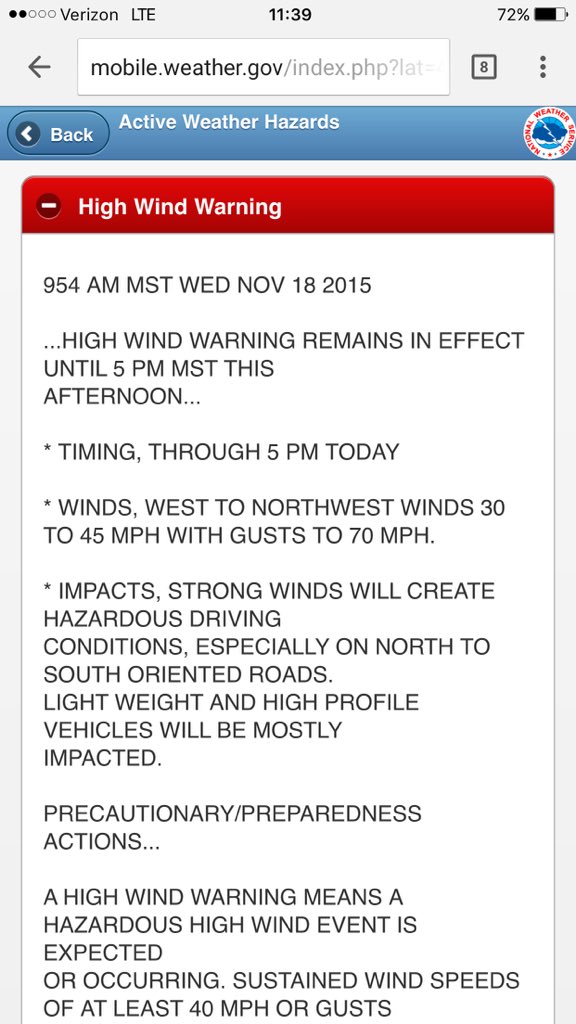 Verizon LTE 11:39 72%
mobile.weather.gov/index.php?lat=
8
Back
Active Weather Hazards
NATIONAL WEATHER SERVICE
High Wind Warning
954 AM MST WED NOV 18 2015
...HIGH WIND WARNING REMAINS IN EFFECT
UNTIL 5 PM MST THIS
AFTERNOON...
* TIMING, THROUGH 5 PM TODAY
* WINDS, WEST TO NORTHWEST WINDS 30
TO 45 MPH WITH GUSTS TO 70 MPH.
* IMPACTS, STRONG WINDS WILL CREATE
HAZARDOUS DRIVING
CONDITIONS, ESPECIALLY ON NORTH TO
SOUTH ORIENTED ROADS.
LIGHT WEIGHT AND HIGH PROFILE
VEHICLES WILL BE MOSTLY
IMPACTED.
PRECAUTIONARY/PREPAREDNESS
ACTIONS...
A HIGH WIND WARNING MEANS A
HAZARDOUS HIGH WIND EVENT IS
EXPECTED
OR OCCURRING. SUSTAINED WIND SPEEDS
OF AT LEAST 40 MPH OR GUSTS